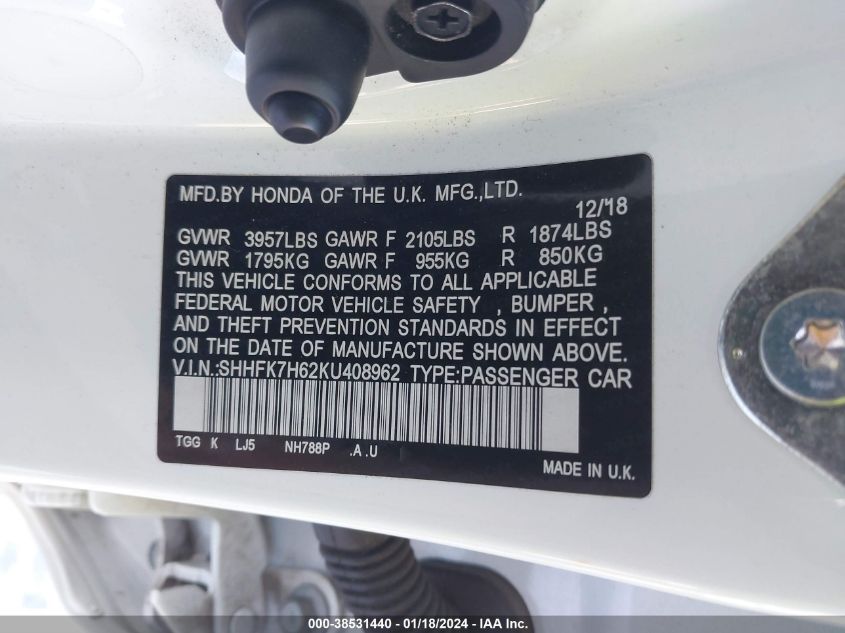 MFD.BY HONDA OF THE U.K. MFG.,LTD.
12/18
GVWR 3957LBS GAWR F 2105LBS R 1874LBS
GVWR 1795KG GAWR F 955KG R 850KG
THIS VEHICLE CONFORMS TO ALL APPLICABLE
FEDERAL MOTOR VEHICLE SAFETY , BUMPER ,
AND THEFT PREVENTION STANDARDS IN EFFECT
ON THE DATE OF MANUFACTURE SHOWN ABOVE.
V.I.N.:SHHFK7H62KU408962 TYPE:PASSENGER CAR
TGG K LJ5 NH788P .A .U
MADE IN U.K.
000-38531440 - 01/18/2024 - IAA Inc.